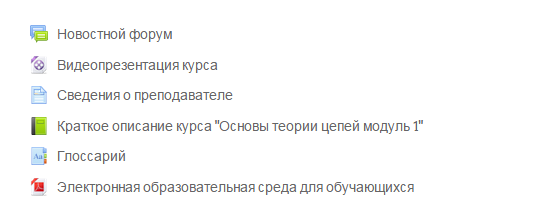 Новостной форум
Видеопрезентация курса
Сведения о преподавателе
Краткое описание курса "Основы теории цепей модуль 1"
Aa
Глоссарий
Электронная образовательная среда для обучающихся